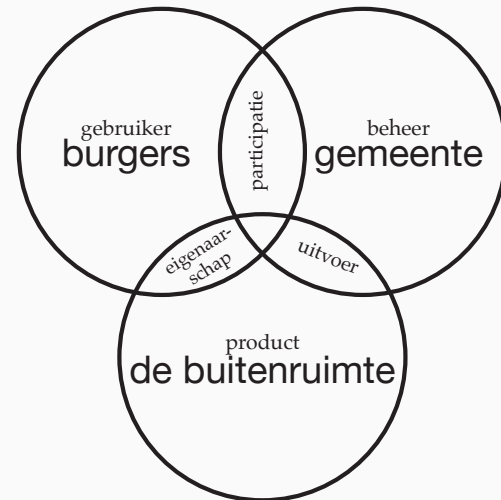 gebruiker
burgers
participatie
beheer
gemeente
eigenaar-
schap
uitvoer
product
de buitenruimte